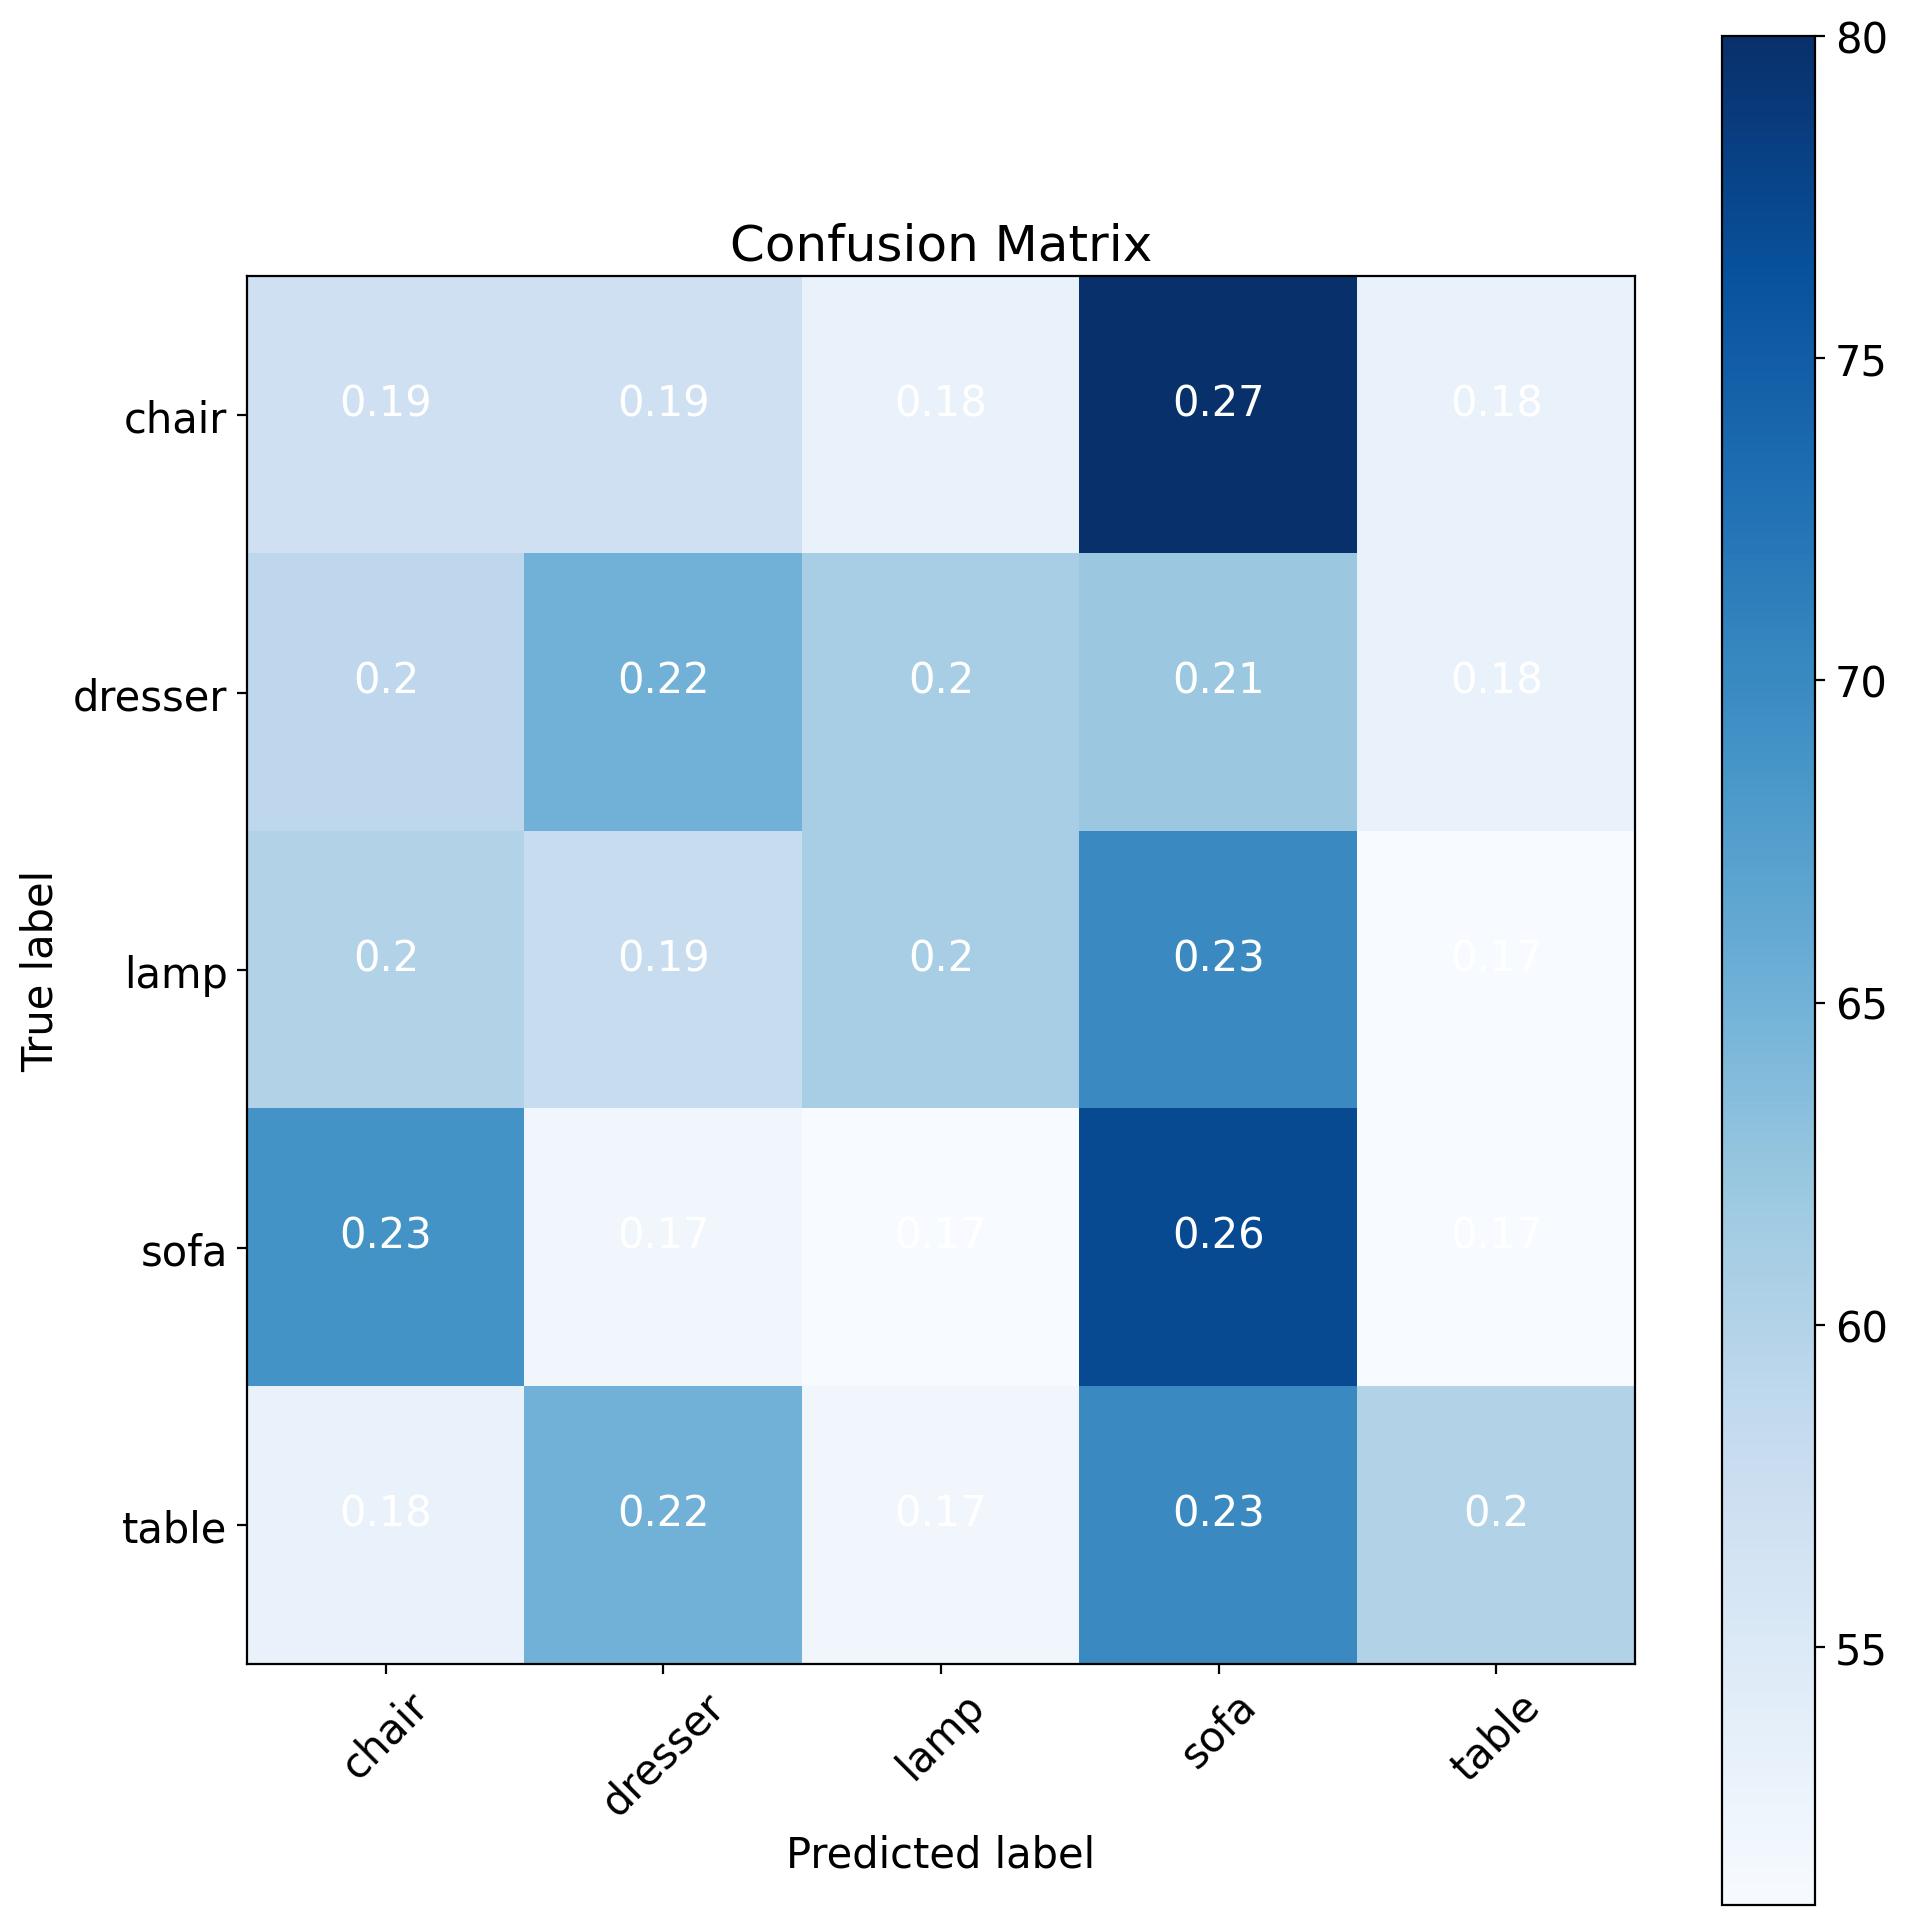 Confusion Matrix
80
75
70
65
60
55
True label
chair 0.19 0.19 0.18 0.27 0.18
dresser 0.2 0.22 0.2 0.21 0.18
lamp 0.2 0.19 0.2 0.23 0.17
sofa 0.23 0.17 0.17 0.26 0.17
table 0.18 0.22 0.17 0.23 0.2
chair dresser lamp sofa table
Predicted label